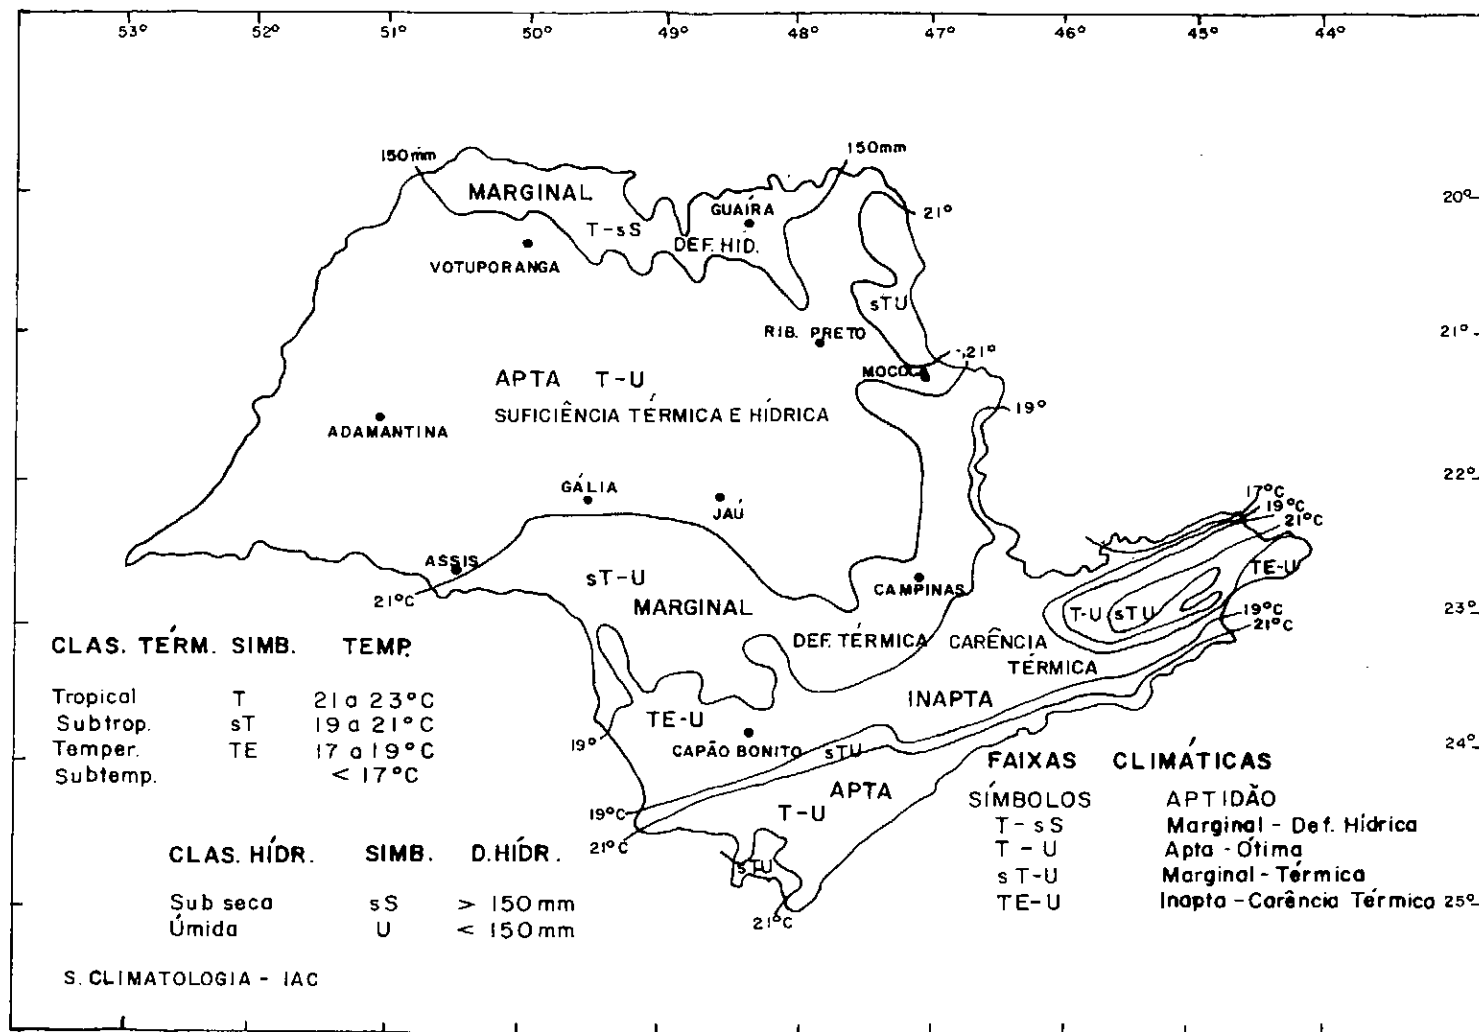 53° 52° 51° 50° 49° 48° 47° 46° 45° 44°
150mm 150mm
MARGINAL
20°
GUAÍRA
21°
T-sS
DEF. HID.
VOTUPORANGA
sTU
RIB. PRETO
21°
21°
MOCOCA
APTA T-U
19°
SUFICIÊNCIA TÉRMICA E HÍDRICA
ADAMANTINA
22°
GÁLIA
17°C
19°C
JAÚ
21°C
ASSIS
TE-U
sT-U
CAMPINAS
21°C
MARGINAL
T-U sTU
19°C
23°
21°C
DEF. TÉRMICA CARÊNCIA
TÉRMICA
INAPTA
CLAS. TÉRM. SIMB. TEMP.
Tropical T 21 a 23°C
Subtrop. sT 19 a 21°C
Temper. TE 17 a 19°C
Subtemp. < 17°C
TE-U
19°
CAPÃO BONITO
sTU
24°
APTA
T-U
19°C
21°C
sTU
21°C
FAIXAS CLIMÁTICAS
SÍMBOLOS APTIDÃO
T-sS Marginal - Def. Hídrica
T-U Apta - Ótima
sT-U Marginal - Térmica
TE-U Inapta - Carência Térmica
25°
CLAS. HÍDR. SIMB. D.HÍDR.
Sub seca sS > 150mm
Úmida U < 150mm
S. CLIMATOLOGIA - IAC